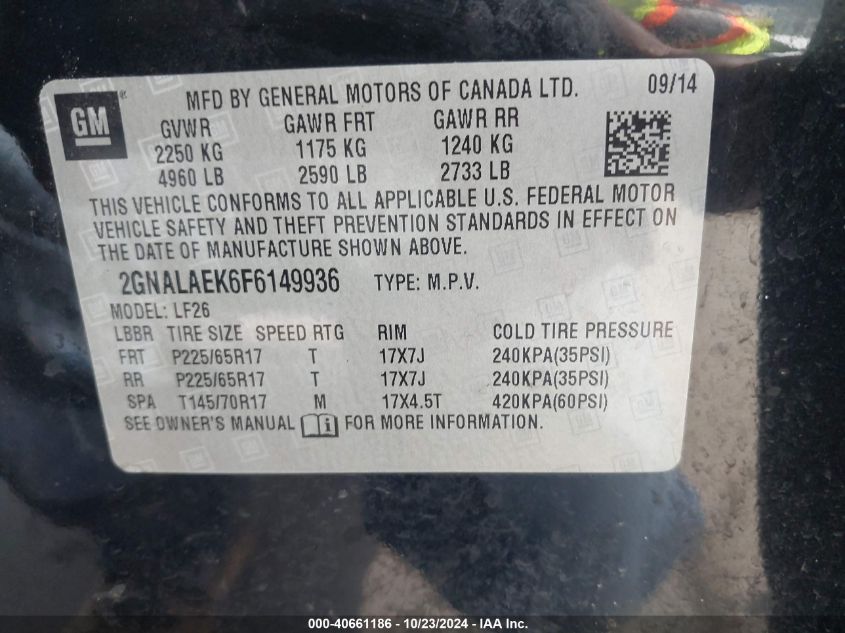 GM
MFD BY GENERAL MOTORS OF CANADA LTD. 09/14
GVWR GAWR FRT GAWR RR
2250 KG 1175 KG 1240 KG
4960 LB 2590 LB 2733 LB
THIS VEHICLE CONFORMS TO ALL APPLICABLE U.S. FEDERAL MOTOR
VEHICLE SAFETY AND THEFT PREVENTION STANDARDS IN EFFECT ON
THE DATE OF MANUFACTURE SHOWN ABOVE.
2GNALAEK6F6149936 TYPE: M.P.V.
MODEL: LF26
LBBR TIRE SIZE SPEED RTG RIM COLD TIRE PRESSURE
FRT P225/65R17 T 17X7J 240KPA(35PSI)
RR P225/65R17 T 17X7J 240KPA(35PSI)
SPA T145/70R17 M 17X4.5T 420KPA(60PSI)
SEE OWNER'S MANUAL i FOR MORE INFORMATION.
000-40661186 - 10/23/2024 - IAA Inc.